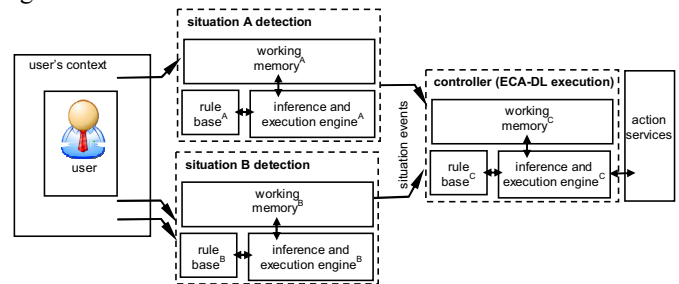 situation A detection
user's context
working
memory A
rule
base A
inference and
execution engine A
user
situation B detection
working
memory B
rule
base B
inference and
execution engine B
situation events
controller (ECA-DL execution)
working
memory C
rule
base C
inference and
execution engine C
action
services